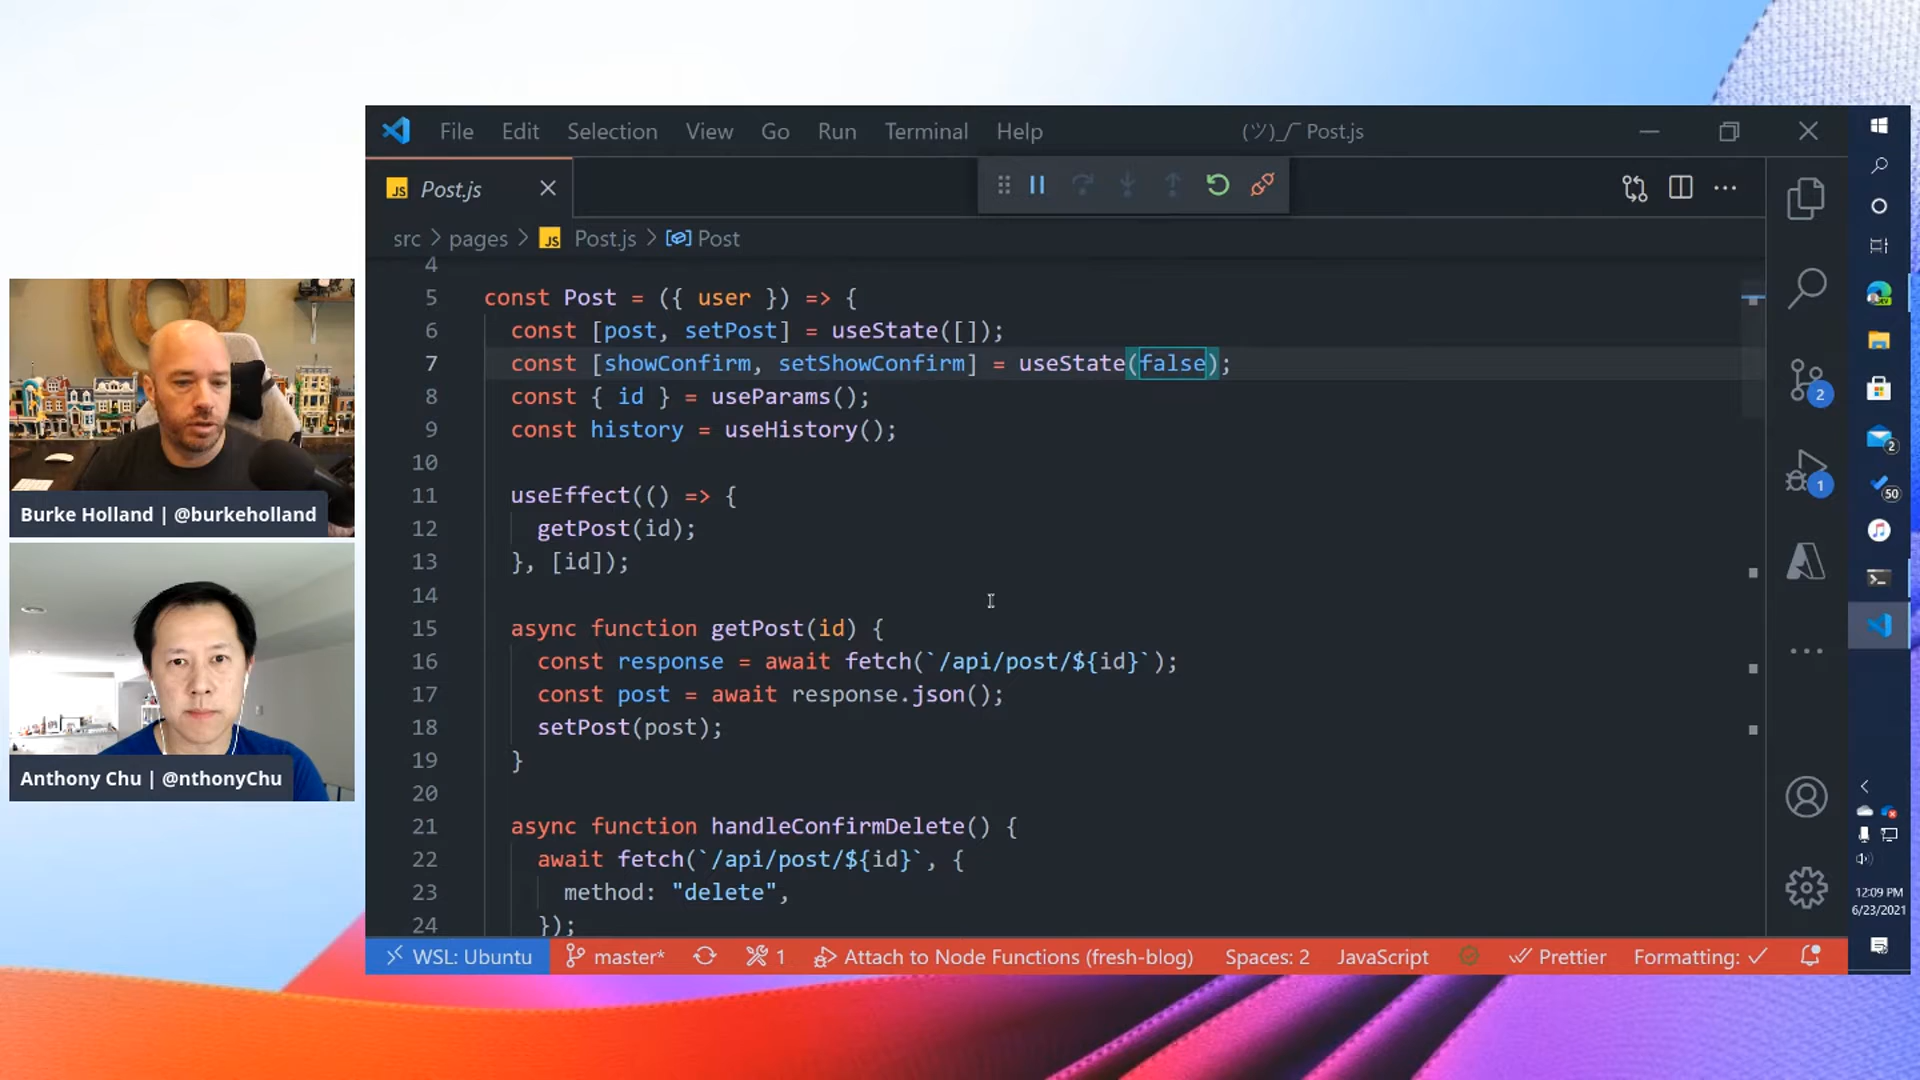 File Edit Selection View Go Run Terminal Help (ツ)_/¯ Post.js
JS Post.js
src > pages > JS Post.js > Post
4
5 const Post = ({ user }) => {
6 const [post, setPost] = useState([]);
7 const [showConfirm, setShowConfirm] = useState(false);
8 const { id } = useParams();
9 const history = useHistory();
10
11 useEffect(() => {
12 getPost(id);
13 }, [id]);
14
15 async function getPost(id) {
16 const response = await fetch(`/api/post/${id}`);
17 const post = await response.json();
18 setPost(post);
19 }
20
21 async function handleConfirmDelete() {
22 await fetch(`/api/post/${id}`, {
23 method: "delete",
24 });
WSL: Ubuntu master* 1 Attach to Node Functions (fresh-blog) Spaces: 2 JavaScript Prettier Formatting: ✓
Burke Holland | @burkeholland
Anthony Chu | @nthonyChu
2
1
DEV
2
50
12:09 PM
6/23/2021